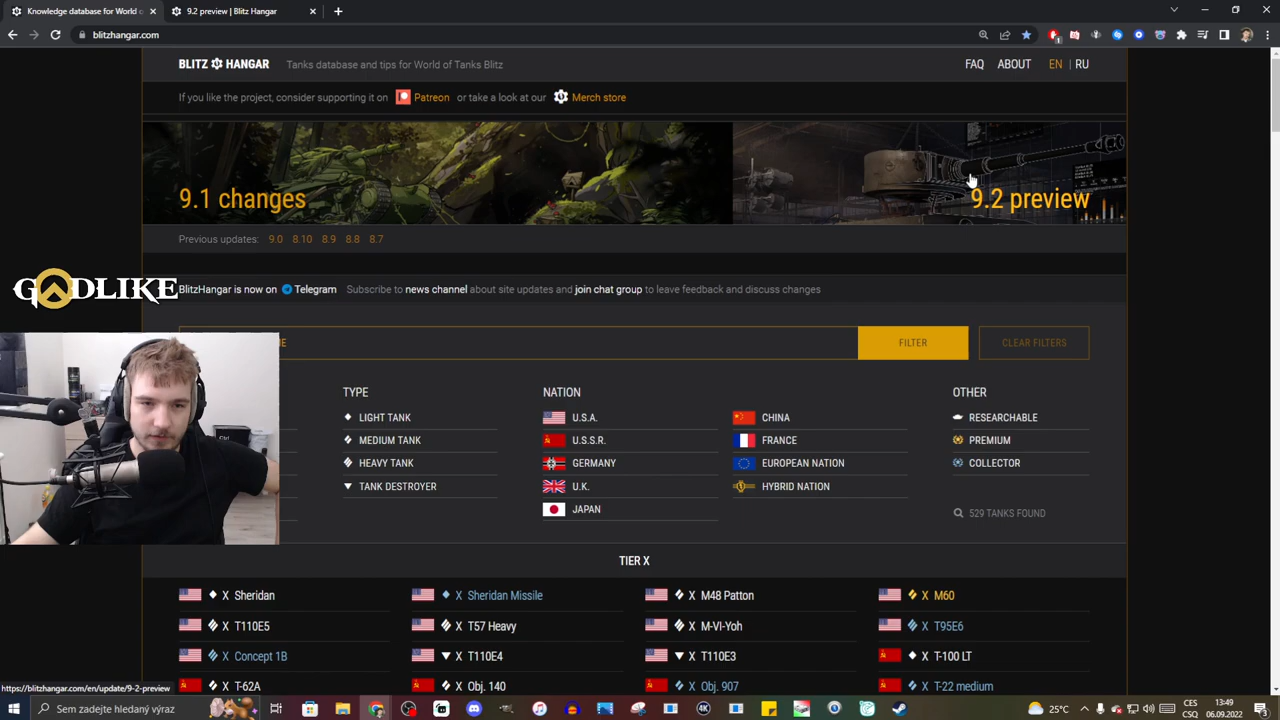 Knowledge database for World o
9.2 preview | Blitz Hangar
blitzhangar.com
BLITZ HANGAR
Tanks database and tips for World of Tanks Blitz
FAQ
ABOUT
EN | RU
If you like the project, consider supporting it on Patreon or take a look at our Merch store
9.1 changes
9.2 preview
Previous updates: 9.0 8.10 8.9 8.8 8.7
GODLIKE
BlitzHangar is now on Telegram Subscribe to news channel about site updates and join chat group to leave feedback and discuss changes
FILTER
CLEAR FILTERS
TYPE
LIGHT TANK
MEDIUM TANK
HEAVY TANK
TANK DESTROYER
NATION
U.S.A.
U.S.S.R.
GERMANY
U.K.
JAPAN
CHINA
FRANCE
EUROPEAN NATION
HYBRID NATION
OTHER
RESEARCHABLE
PREMIUM
COLLECTOR
529 TANKS FOUND
TIER X
X Sheridan
X Sheridan Missile
X M48 Patton
X M60
X T110E5
X T57 Heavy
X M-VI-Yoh
X T95E6
X Concept 1B
X T110E4
X T110E3
X T-100 LT
X T-62A
X Obj. 140
X Obj. 907
X T-22 medium
https://blitzhangar.com/en/update/9-2-preview
Sem zadejte hledaný výraz
25°C
CES
CSQ
13:49
06.09.2022